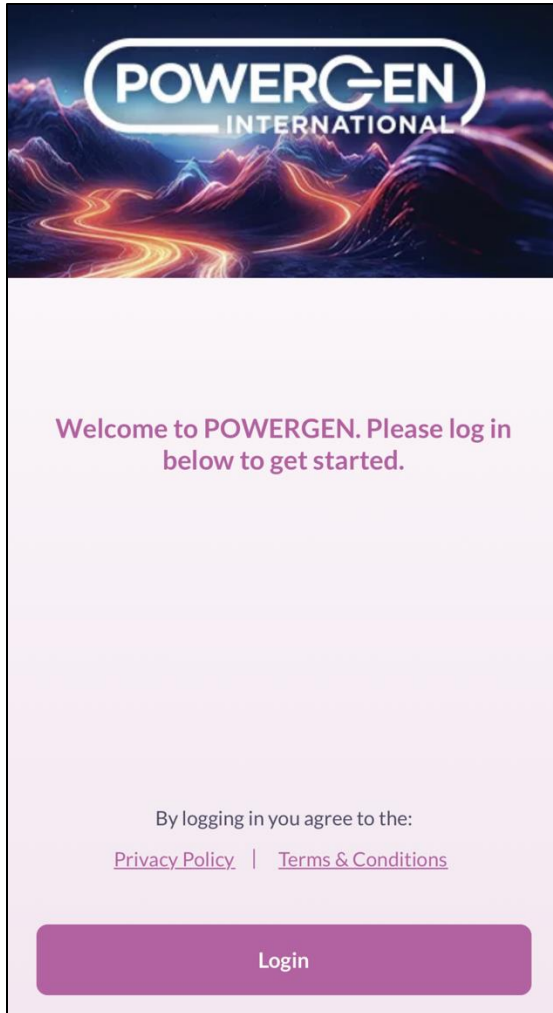 POWERGEN
INTERNATIONAL
Welcome to POWERGEN. Please log in
below to get started.
By logging in you agree to the:
Privacy Policy | Terms & Conditions
Login